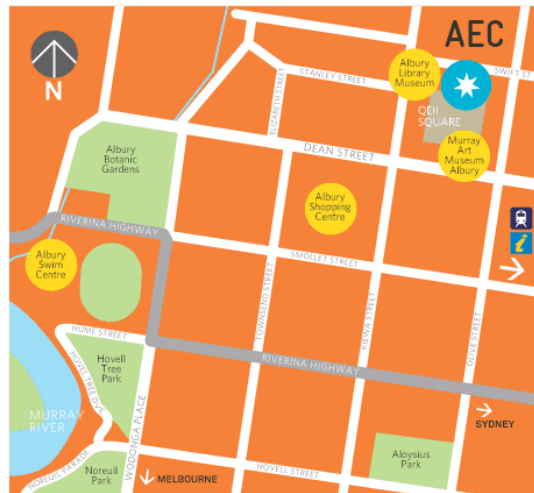 N
AEC
Albury
Library
Museum
SWIFT ST
STANLEY STREET
ELIZABETH STREET
QEII
SQUARE
DEAN STREET
Murray
Art
Museum
Albury
Albury
Botanic
Gardens
Albury
Shopping
Centre
RIVERINA HIGHWAY
Albury
Swim
Centre
SMOLLET STREET
TOWNSEND STREET
KIEWA STREET
OLIVE STREET
i
HUME STREET
Hovell
Tree
Park
HOVEL TREE DVE
RIVERINA HIGHWAY
MURRAY
RIVER
WODONGA PLACE
SYDNEY
Aloysius
Park
NOREUIL PARADE
Noreuil
Park
MELBOURNE
HOVELL STREET